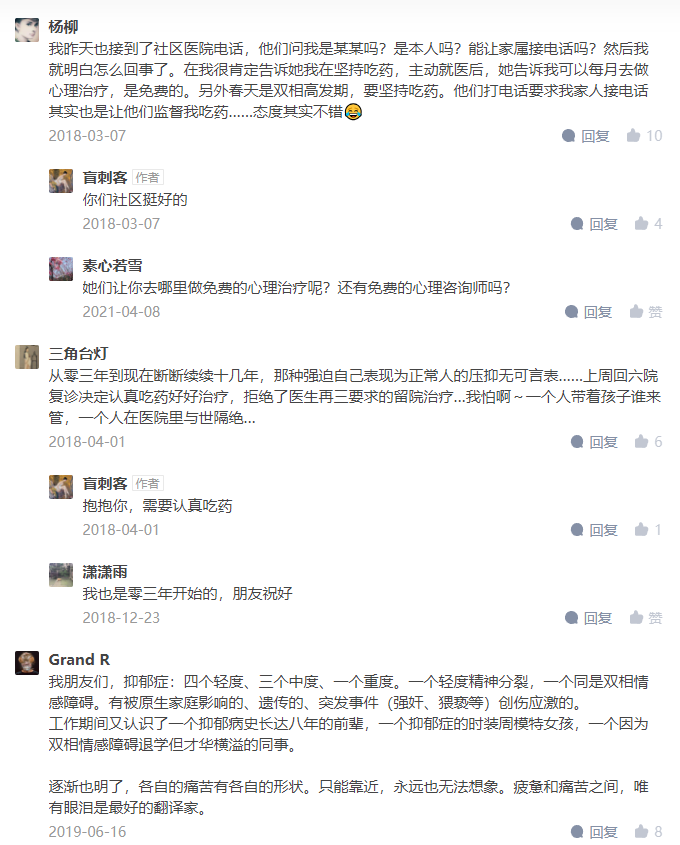 杨柳
我昨天也接到了社区医院电话，他们问我是某某吗？是本人吗？能让家属接电话吗？然后我
就明白怎么回事了。在我很肯定告诉她我在坚持吃药，主动就医后，她告诉我可以每月去做
心理治疗，是免费的。另外春天是双相高发期，要坚持吃药。他们打电话要求我家人接电话
其实也是让他们监督我吃药......态度其实不错😂
2018-03-07
回复 10
盲刺客 作者
你们社区挺好的
2018-03-07
回复 4
素心若雪
她们让你去哪里做免费的心理治疗呢？还有免费的心理咨询师吗？
2021-04-08
回复 赞
三角台灯
从零三年到现在断断续续十几年，那种强迫自己表现为正常人的压抑无可言表......上周回六院
复诊决定认真吃药好好治疗，拒绝了医生再三要求的留院治疗...我怕啊～一个人带着孩子谁来
管，一个人在医院里与世隔绝...
2018-04-01
回复 6
盲刺客 作者
抱抱你，需要认真吃药
2018-04-01
回复 1
潇潇雨
我也是零三年开始的，朋友祝好
2018-12-23
回复 赞
Grand R
我朋友们，抑郁症：四个轻度、三个中度、一个重度。一个轻度精神分裂，一个同是双相情
感障碍。有被原生家庭影响的、遗传的、突发事件（强奸、猥亵等）创伤应激的。
工作期间又认识了一个抑郁病史长达八年的前辈，一个抑郁症的时装周模特女孩，一个因为
双相情感障碍退学但才华横溢的同事。
逐渐也明了，各自的痛苦有各自的形状。只能靠近，永远也无法想象。疲惫和痛苦之间，唯
有眼泪是最好的翻译家。
2019-06-16
回复 8